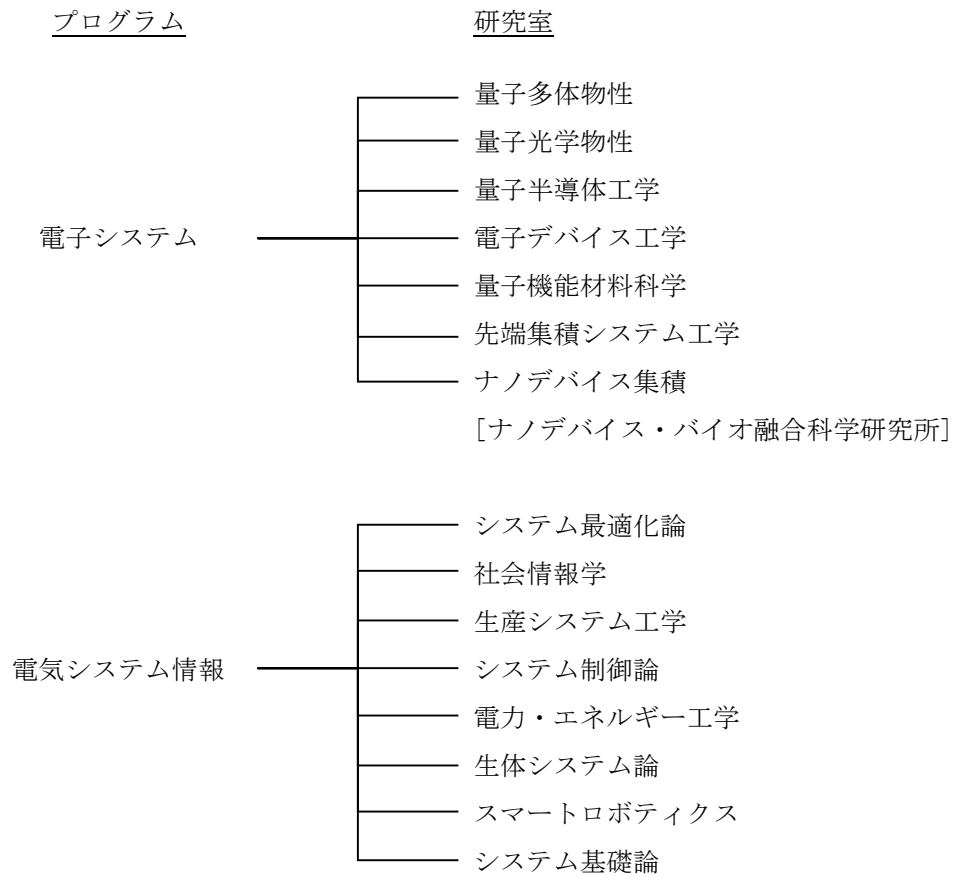 プログラム 研究室
量子多体物性
量子光学物性
量子半導体工学
電子システム 電子デバイス工学
量子機能材料科学
先端集積システム工学
ナノデバイス集積
[ナノデバイス・バイオ融合科学研究所]
システム最適化論
社会情報学
生産システム工学
電気システム情報 システム制御論
電力・エネルギー工学
生体システム論
スマートロボティクス
システム基礎論